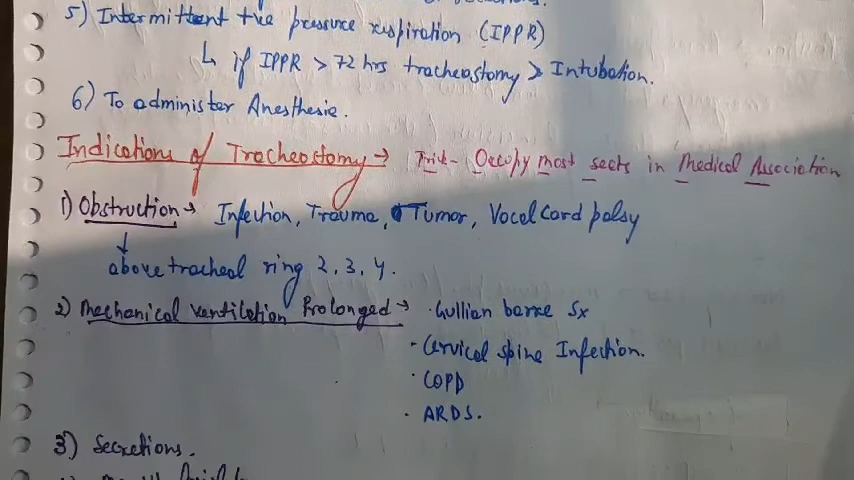 5) Intermittent +ve pressure respiration (IPPR)
↳ if IPPR > 72 hrs tracheostomy > Intubation.
6) To administer Anesthesia.
Indications of Tracheostomy → Trick - Occupy most seats in Medical Association
1) Obstruction → Infection, Trauma, Tumor, Vocal Cord palsy
↓
above tracheal ring 2, 3, 4.
2) Mechanical ventilation Prolonged → · Gullian barre Sx
- Cervical spine Infection.
· COPD
· ARDS.
3) Secretions.